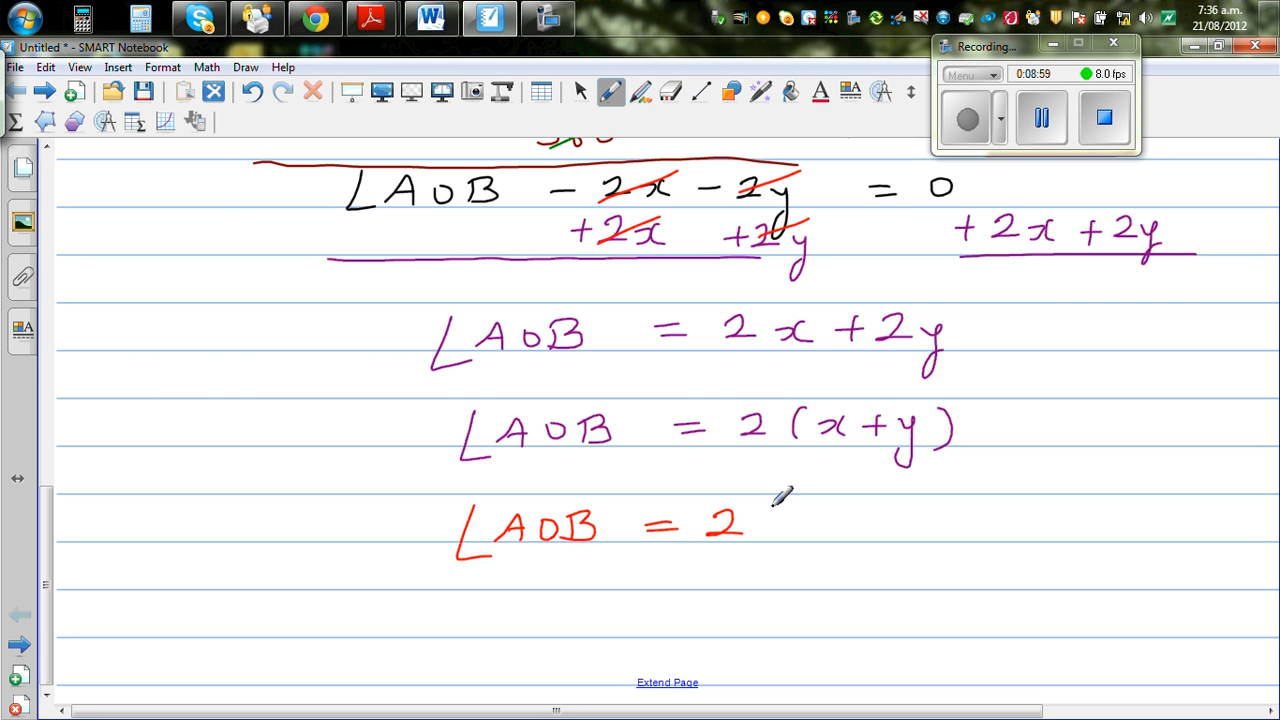 7:36 a.m.
21/08/2012
Untitled * - SMART Notebook
File Edit View Insert Format Math Draw Help
Recording...
Menu 0:08:59 8.0 fps
∠AOB - 2x - 2y = 0
+2x +2y +2x +2y
∠AOB = 2x + 2y
∠AOB = 2(x+y)
∠AOB = 2
Extend Page